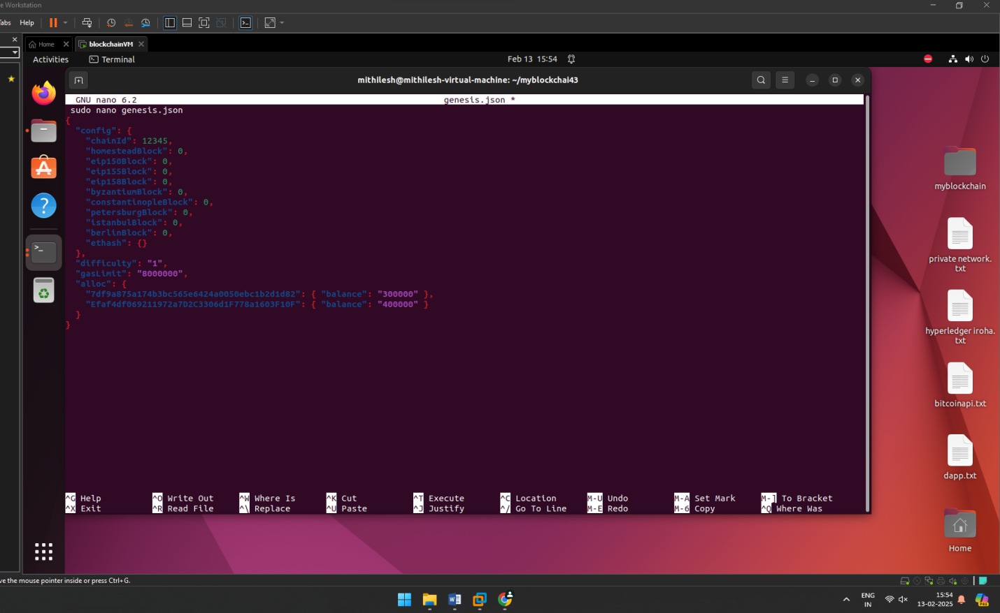 e Workstation
abs Help
Home
blockchainVM
Activities
Terminal
Feb 13 15:54
mithilesh@mithilesh-virtual-machine: ~/myblockchai43
GNU nano 6.2
genesis.json *
sudo nano genesis.json
{
"config": {
"chainId": 12345,
"homesteadBlock": 0,
"eip150Block": 0,
"eip155Block": 0,
"eip158Block": 0,
"byzantiumBlock": 0,
"constantinopleBlock": 0,
"petersburgBlock": 0,
"istanbulBlock": 0,
"berlinBlock": 0,
"ethash": {}
},
"difficulty": "1",
"gasLimit": "8000000",
"alloc": {
"7df9a875a174b3bc565e6424a0050ebc1b2d1d82": { "balance": "300000" },
"Efaf4df069211972a7D2C3306d1F778a1603F10F": { "balance": "400000" }
}
}
^G Help ^O Write Out ^W Where Is ^K Cut ^T Execute ^C Location M-U Undo M-A Set Mark M-] To Bracket
^X Exit ^R Read File ^\ Replace ^U Paste ^J Justify ^/ Go To Line M-E Redo M-6 Copy ^Q Where Was
myblockchain
private network.
txt
hyperledger iroha.
txt
bitcoinapi.txt
dapp.txt
Home
ve the mouse pointer inside or press Ctrl+G.
ENG
IN
15:54
13-02-2025
PRE